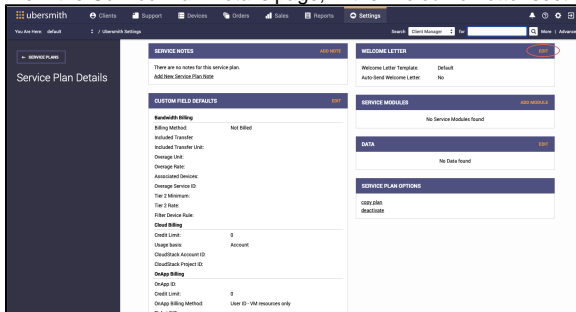 ubersmith Clients Support Devices Orders Sales Reports Settings
You Are Here: default / Ubersmith Settings Search Client Manager for More | Advanced
← SERVICE PLANS
Service Plan Details
SERVICE NOTES ADD NOTE
There are no notes for this service plan.
Add New Service Plan Note
CUSTOM FIELD DEFAULTS EDIT
Bandwidth Billing
Billing Method: Not Billed
Included Transfer:
Included Transfer Unit:
Overage Unit:
Overage Rate:
Associated Devices:
Overage Service ID:
Tier 2 Minimum:
Tier 2 Rate:
Filter Device Rule:
Cloud Billing
Credit Limit: 0
Usage basis: Account
CloudStack Account ID:
CloudStack Project ID:
OnApp Billing
OnApp ID:
Credit Limit: 0
OnApp Billing Method: User ID - VM resources only
WELCOME LETTER EDIT
Welcome Letter Template: Default
Auto-Send Welcome Letter No
SERVICE MODULES ADD MODULE
No Service Modules found
DATA EDIT
No Data found
SERVICE PLAN OPTIONS
copy plan
deactivate